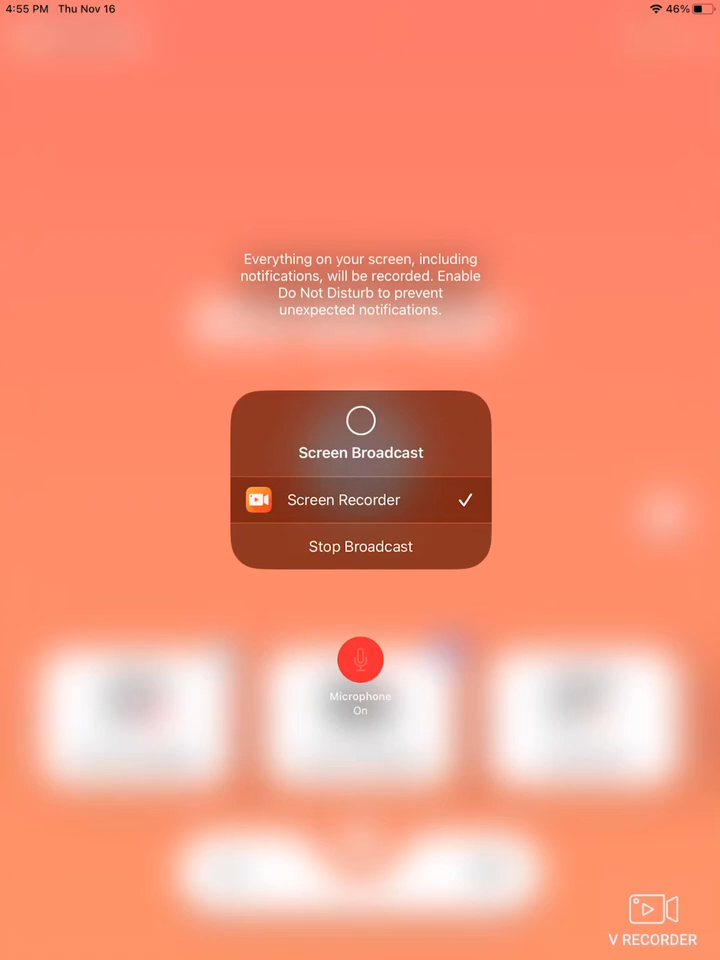 4:55 PM Thu Nov 16
46%
Everything on your screen, including
notifications, will be recorded. Enable
Do Not Disturb to prevent
unexpected notifications.
Screen Broadcast
Screen Recorder
Stop Broadcast
Microphone
On
V RECORDER